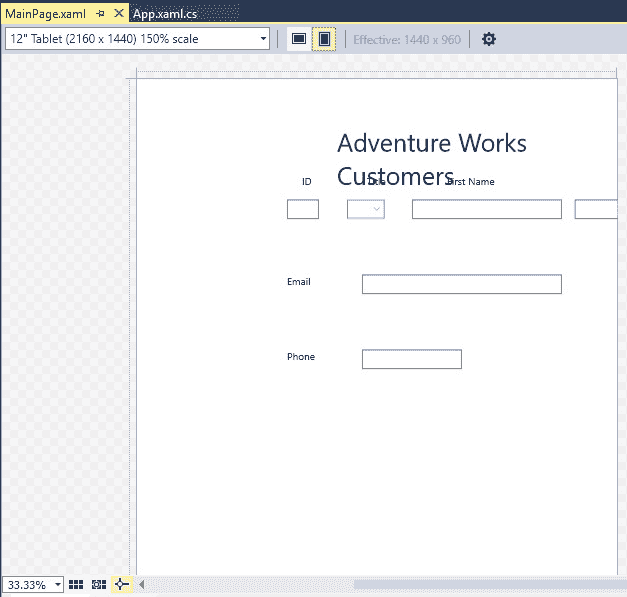 MainPage.xaml App.xaml.cs
12" Tablet (2160 x 1440) 150% scale Effective: 1440 x 960
Adventure Works
Customers
ID Title First Name
Email
Phone
33.33%